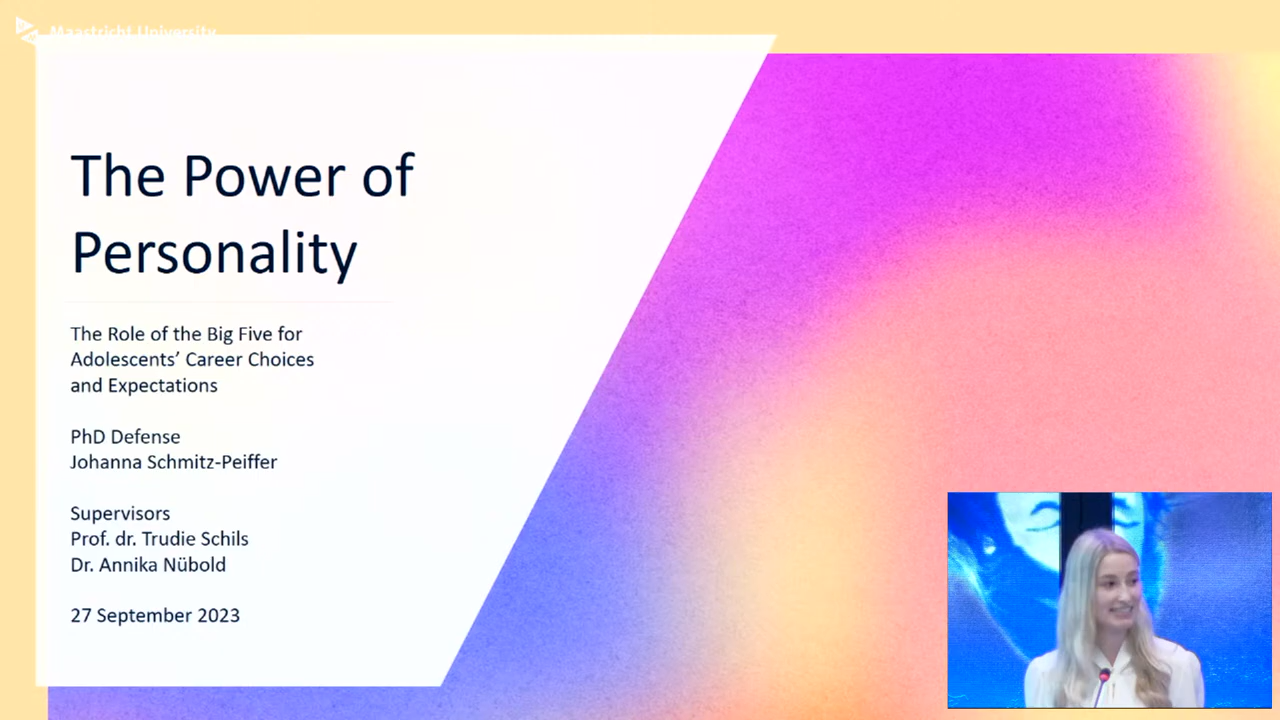 Maastricht University
The Power of
Personality
The Role of the Big Five for
Adolescents’ Career Choices
and Expectations
PhD Defense
Johanna Schmitz-Peiffer
Supervisors
Prof. dr. Trudie Schils
Dr. Annika Nübold
27 September 2023